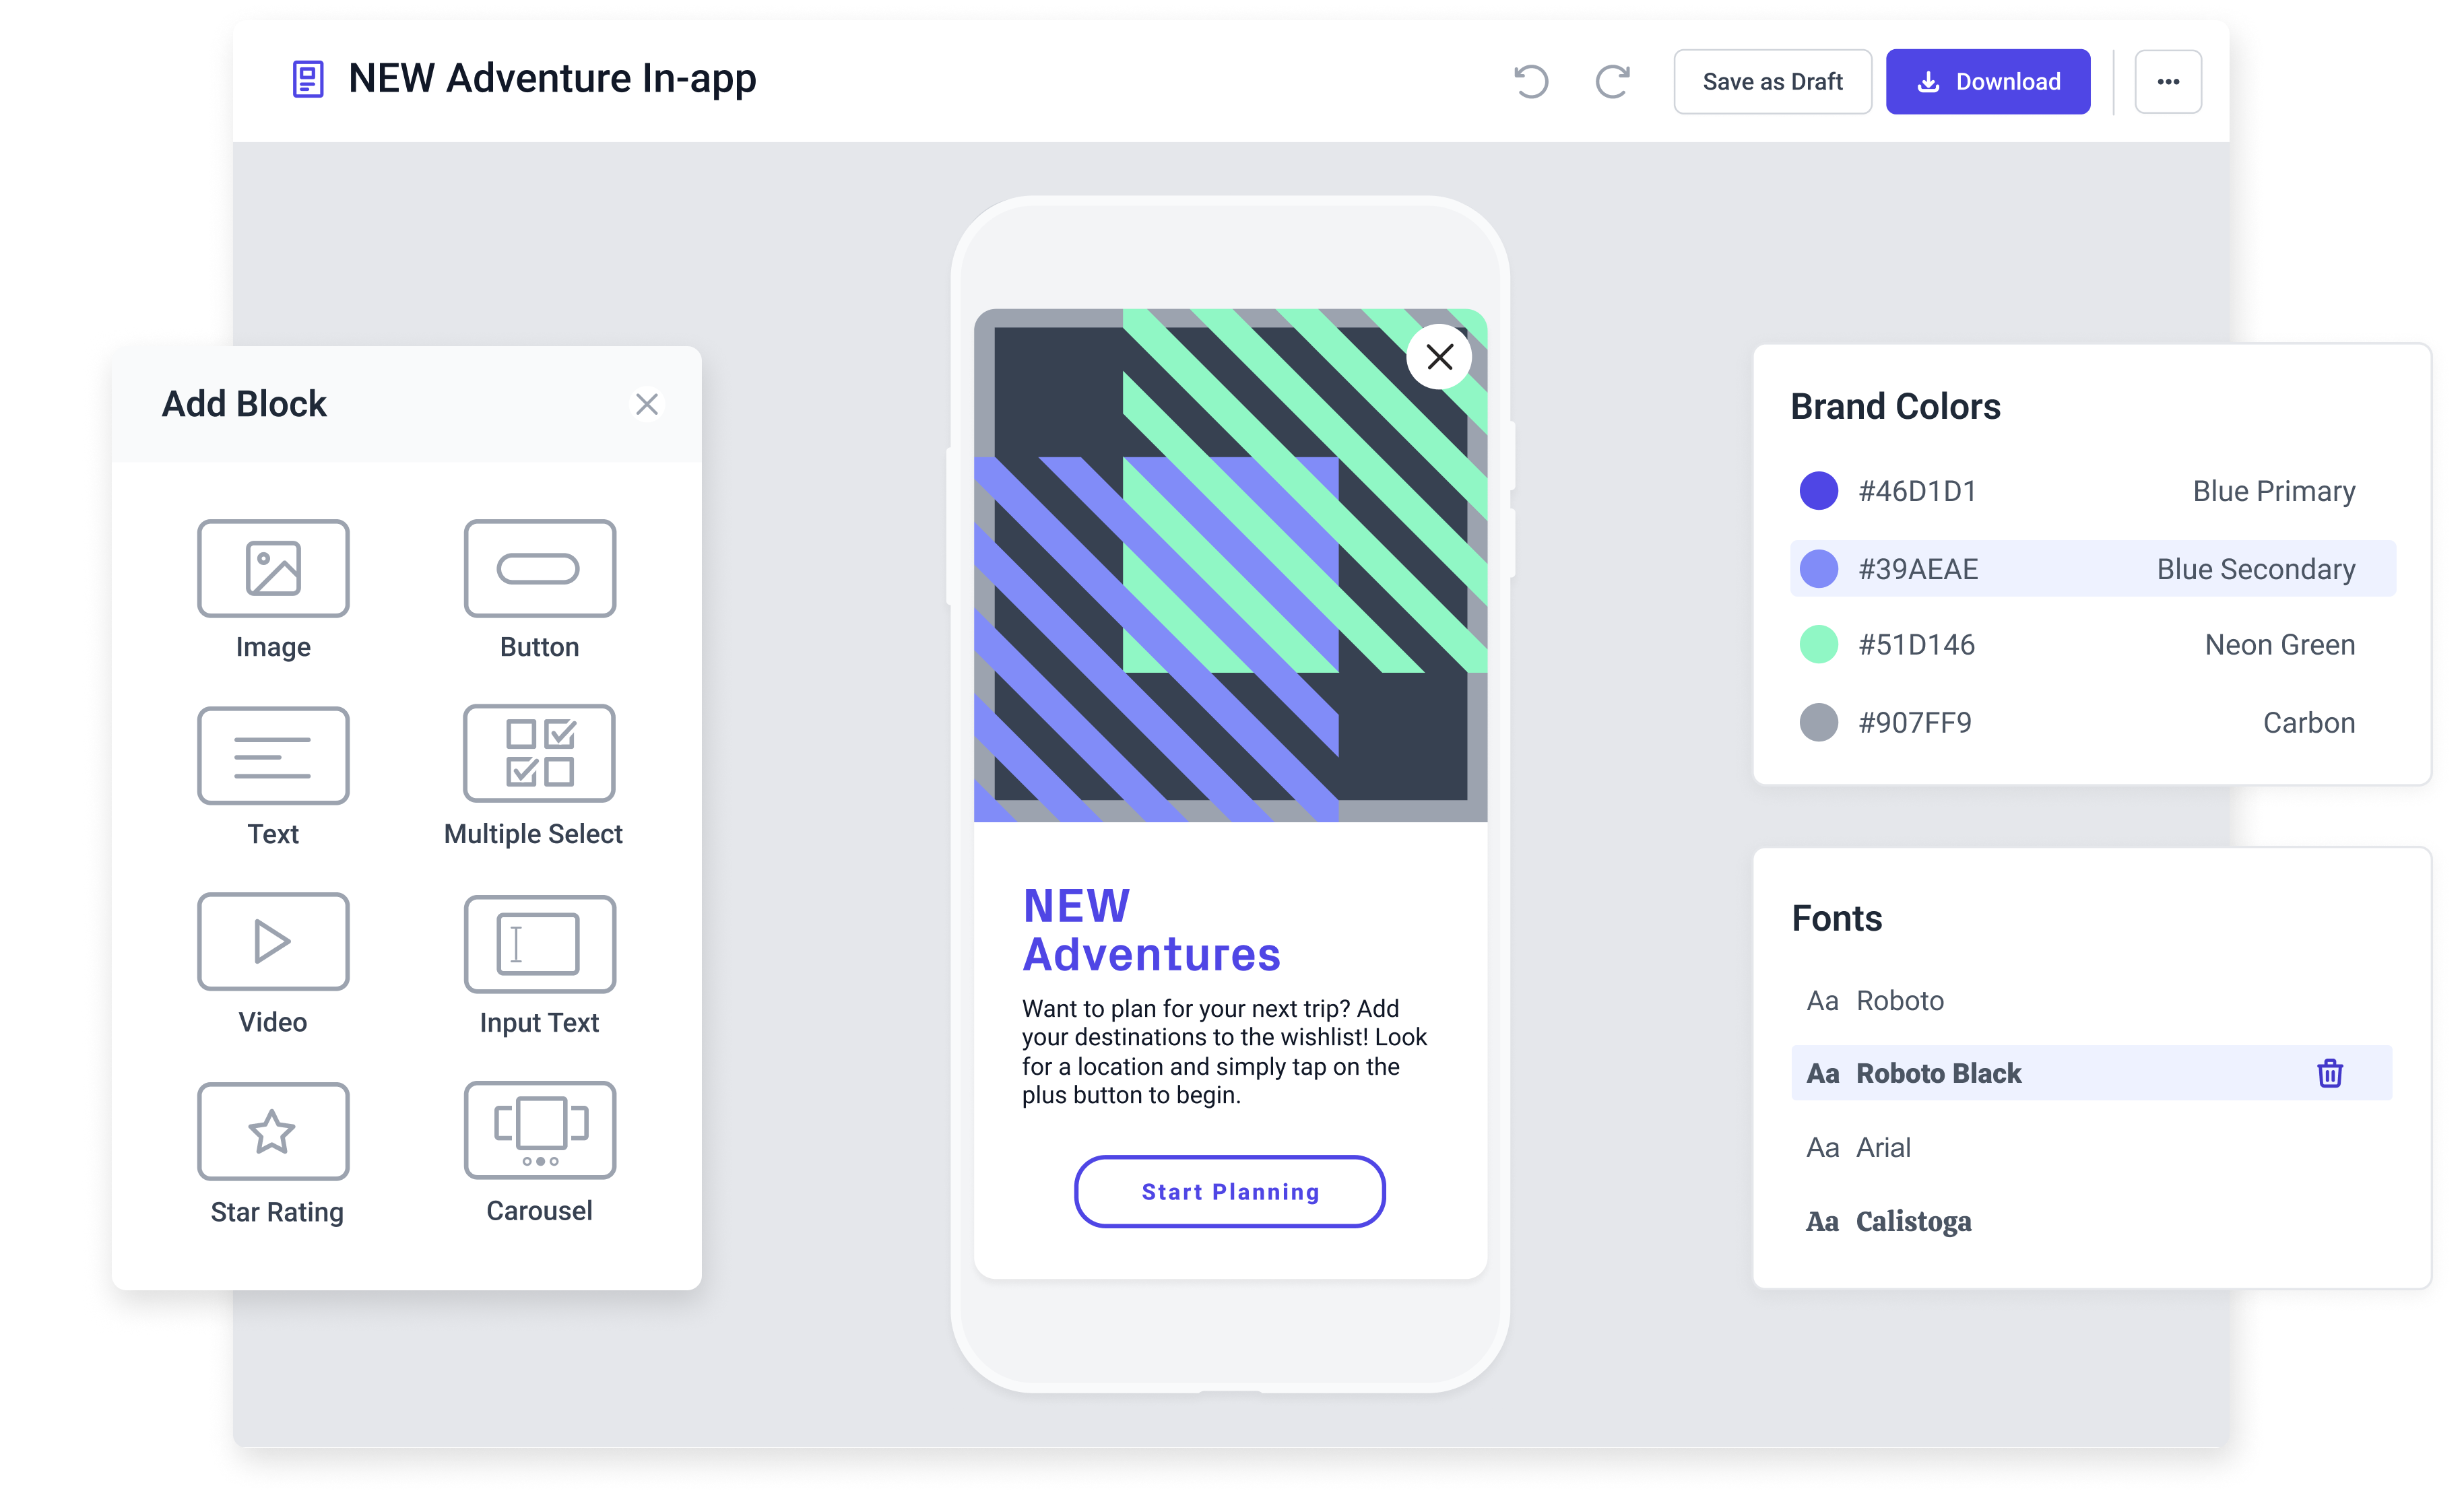 NEW Adventure In-app
Save as Draft
Download
Add Block
Image
Button
Text
Multiple Select
Video
Input Text
Star Rating
Carousel
NEW
Adventures
Want to plan for your next trip? Add
your destinations to the wishlist! Look
for a location and simply tap on the
plus button to begin.
Start Planning
Brand Colors
#46D1D1 Blue Primary
#39AEAE Blue Secondary
#51D146 Neon Green
#907FF9 Carbon
Fonts
Aa Roboto
Aa Roboto Black
Aa Arial
Aa Calistoga